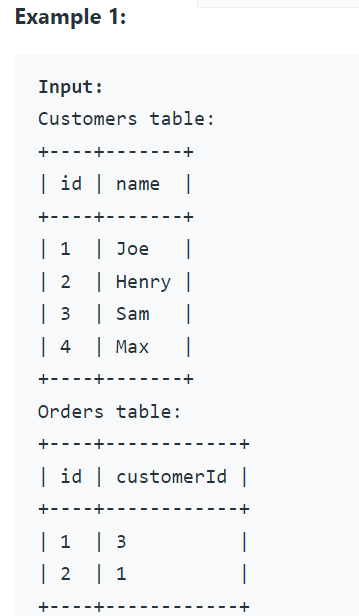 Example 1:
Input:
Customers table:
+----+-------+
| id | name  |
+----+-------+
| 1  | Joe   |
| 2  | Henry |
| 3  | Sam   |
| 4  | Max   |
+----+-------+
Orders table:
+----+------------+
| id | customerId |
+----+------------+
| 1  | 3          |
| 2  | 1          |
+----+------------+